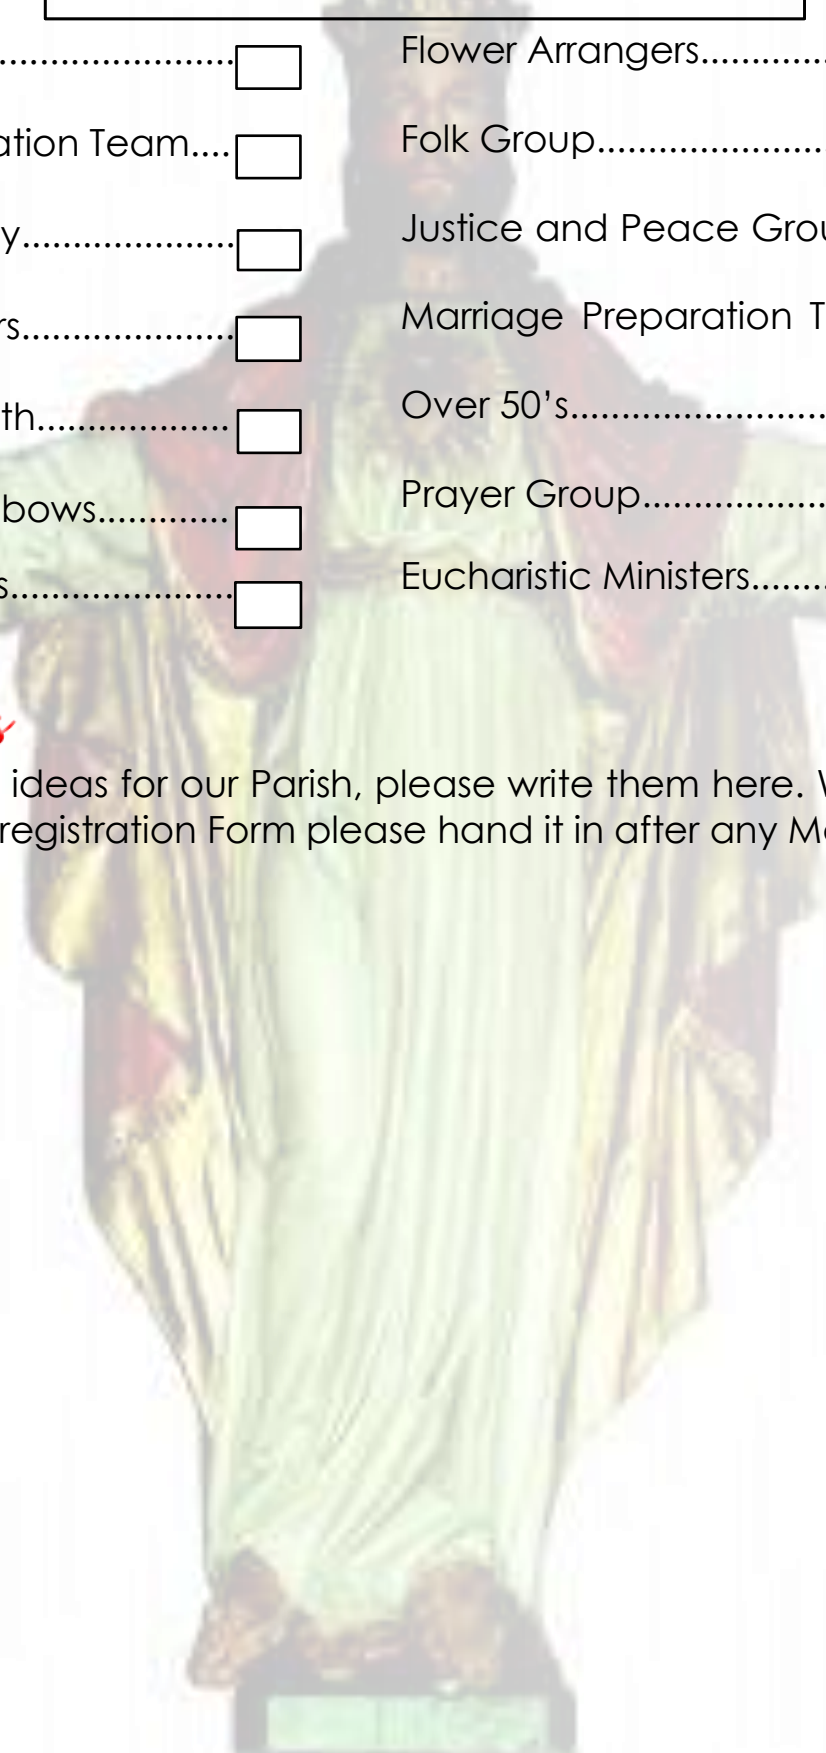 ....................... Flower Arrangers............
ation Team.... Folk Group......................
y..................... Justice and Peace Grou
rs..................... Marriage Preparation T
th................... Over 50's.........................
bows............. Prayer Group..................
s...................... Eucharistic Ministers........
s
ideas for our Parish, please write them here. W
registration Form please hand it in after any Ma